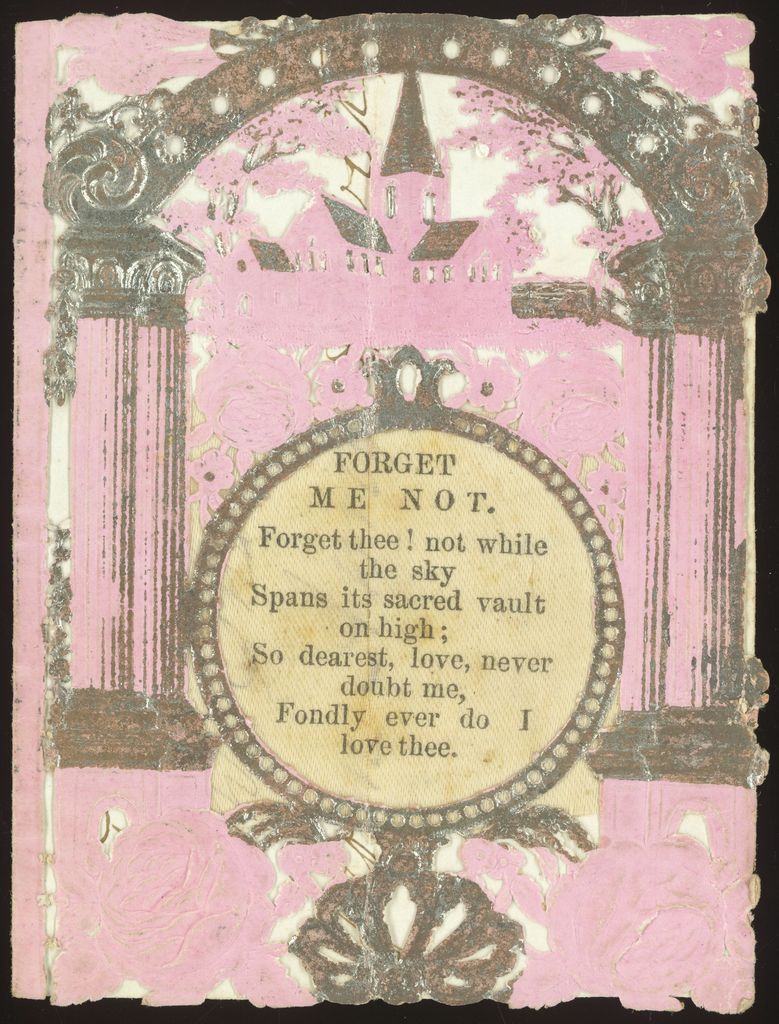 FORGET
ME NOT.
Forget thee! not while
the sky
Spans its sacred vault
on high;
So dearest, love, never
doubt me,
Fondly ever do I
love thee.